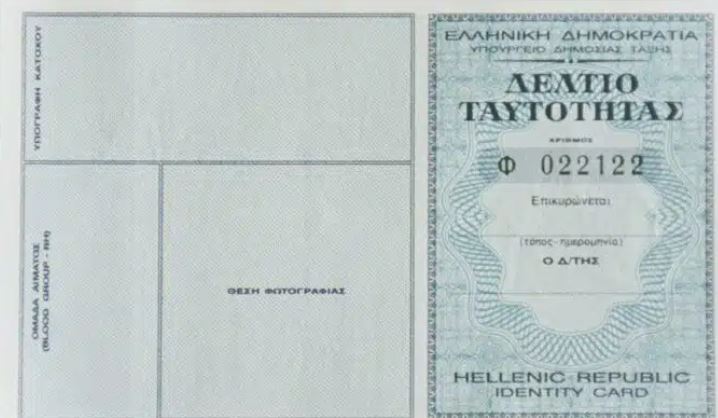 ΥΠΟΓΡΑΦΗ ΚΑΤΟΧΟΥ
ΟΜΑΔΑ ΑΙΜΑΤΟΣ
(BLOOD GROUP - RH)
ΘΕΣΗ ΦΩΤΟΓΡΑΦΙΑΣ
ΕΛΛΗΝΙΚΗ ΔΗΜΟΚΡΑΤΙΑ
ΥΠΟΥΡΓΕΙΟ ΔΗΜΟΣΙΑΣ ΤΑΞΗΣ
ΔΕΛΤΙΟ
ΤΑΥΤΟΤΗΤΑΣ
ΑΡΙΘΜΟΣ
Φ 022122
Επικυρώνεται
(τόπος - ημερομηνία)
Ο Δ/ΤΗΣ
HELLENIC REPUBLIC
IDENTITY CARD